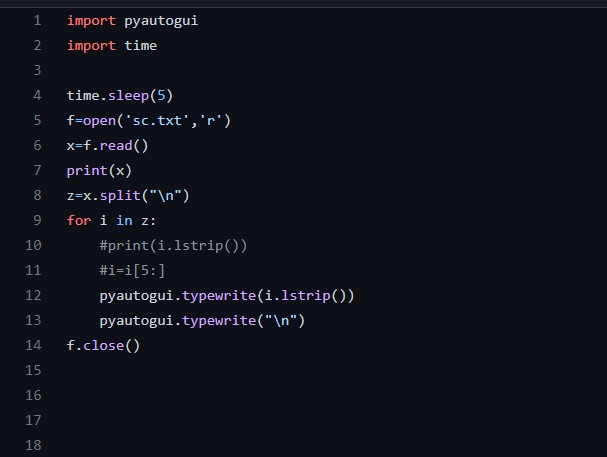 1 import pyautogui
2 import time
3
4 time.sleep(5)
5 f=open('sc.txt','r')
6 x=f.read()
7 print(x)
8 z=x.split("\n")
9 for i in z:
10     #print(i.lstrip())
11     #i=i[5:]
12     pyautogui.typewrite(i.lstrip())
13     pyautogui.typewrite("\n")
14 f.close()
15
16
17
18